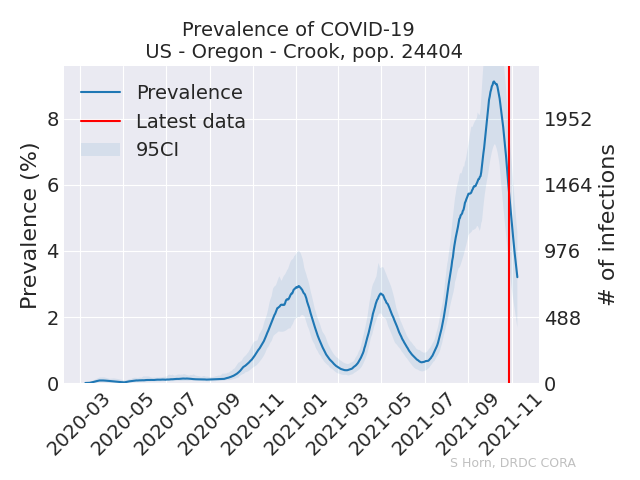 Prevalence of COVID-19
US - Oregon - Crook, pop. 24404
Prevalence
Latest data
95CI
Prevalence (%)
8
6
4
2
0
1952
1464
976
488
0
# of infections
2020-03
2020-05
2020-07
2020-09
2020-11
2021-01
2021-03
2021-05
2021-07
2021-09
2021-11
S Horn, DRDC CORA